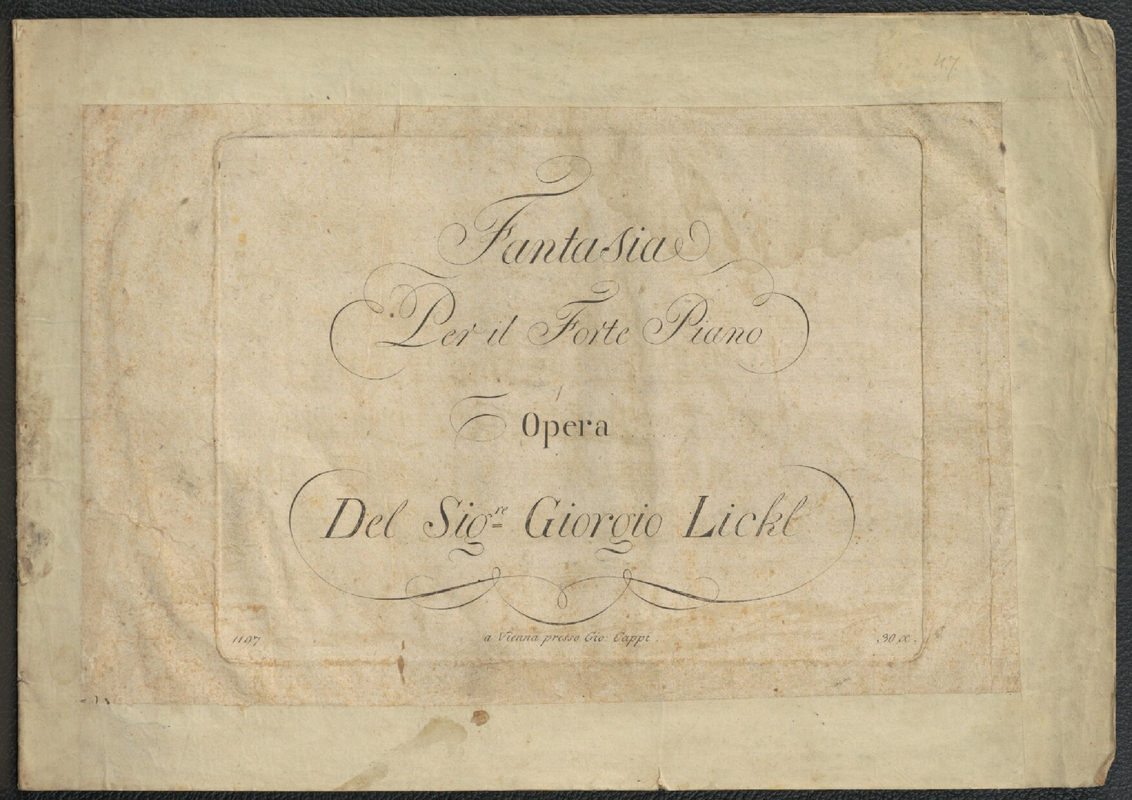 47
Fantasia
Per il Forte Piano
Opera
Del Sig.re Giorgio Lickl
1107 a Vienna presso Gio: Cappi. 30 x.